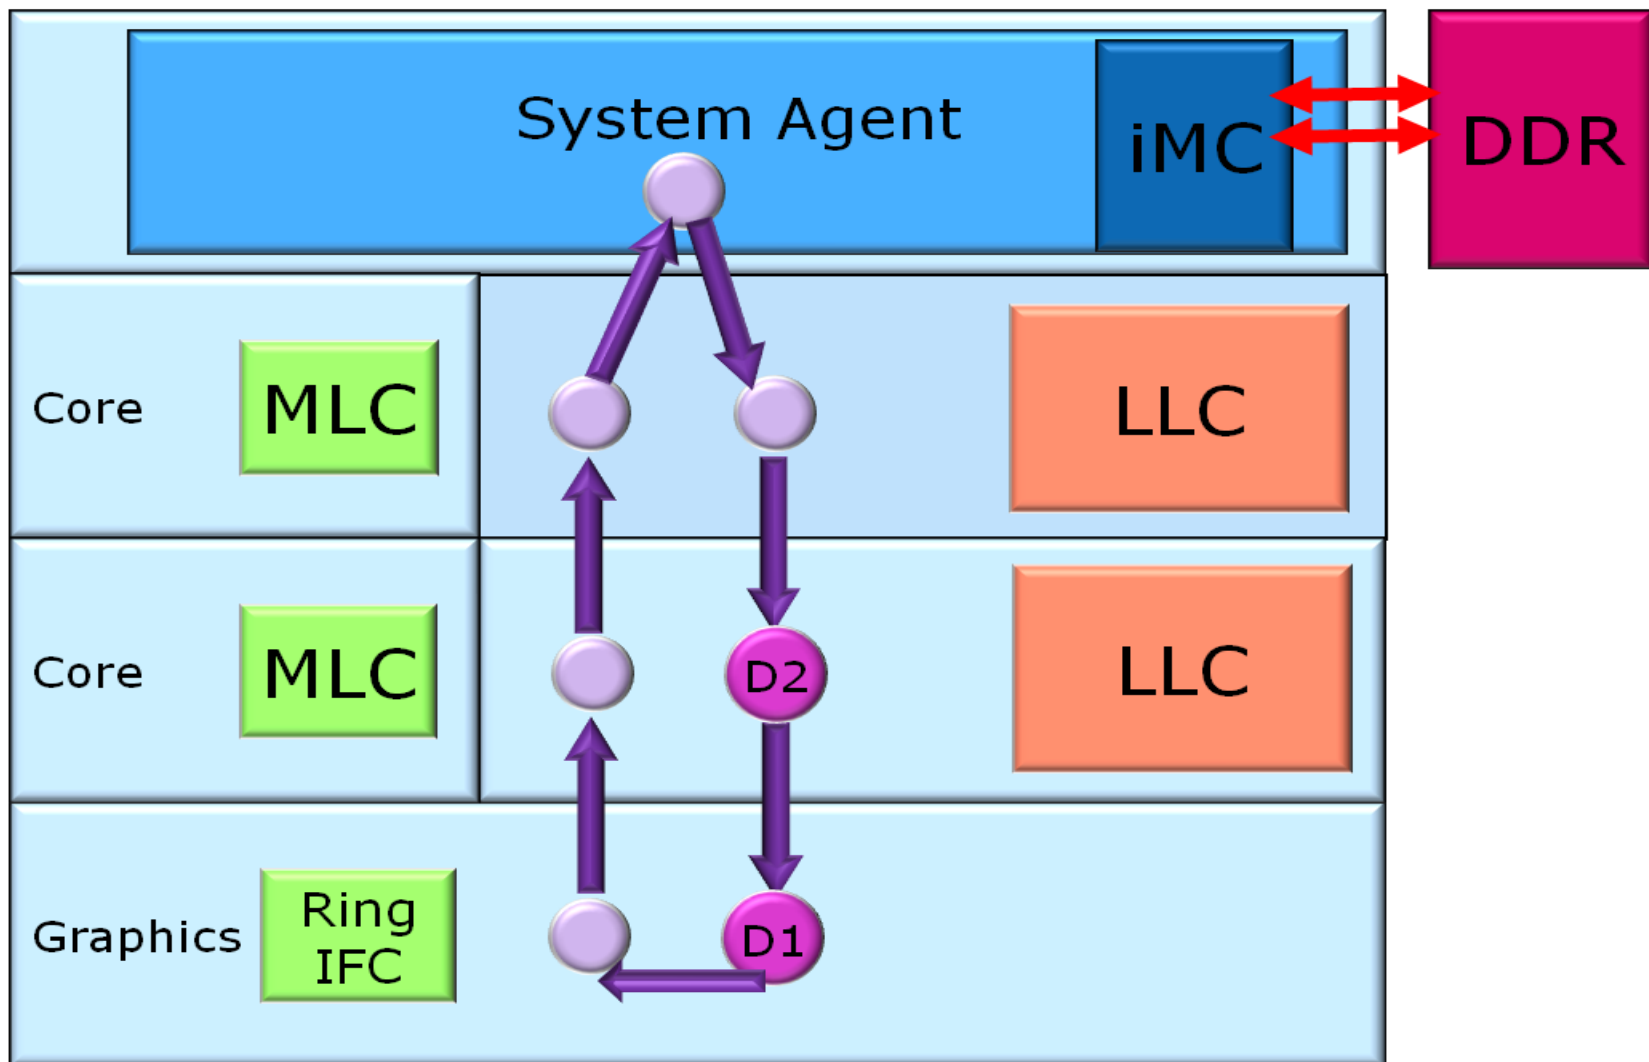 System Agent
iMC
DDR
Core
MLC
LLC
Core
MLC
D2
LLC
Graphics
Ring
IFC
D1